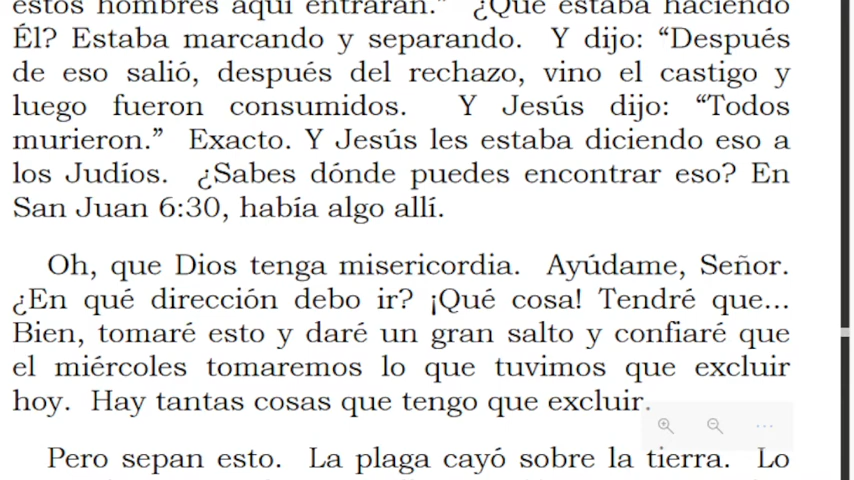 estos hombres aquí entrarán.” ¿Qué estaba haciendo
Él? Estaba marcando y separando. Y dijo: “Después
de eso salió, después del rechazo, vino el castigo y
luego fueron consumidos. Y Jesús dijo: “Todos
murieron.” Exacto. Y Jesús les estaba diciendo eso a
los Judíos. ¿Sabes dónde puedes encontrar eso? En
San Juan 6:30, había algo allí.
Oh, que Dios tenga misericordia. Ayúdame, Señor.
¿En qué dirección debo ir? ¡Qué cosa! Tendré que...
Bien, tomaré esto y daré un gran salto y confiaré que
el miércoles tomaremos lo que tuvimos que excluir
hoy. Hay tantas cosas que tengo que excluir.
Pero sepan esto. La plaga cayó sobre la tierra. Lo